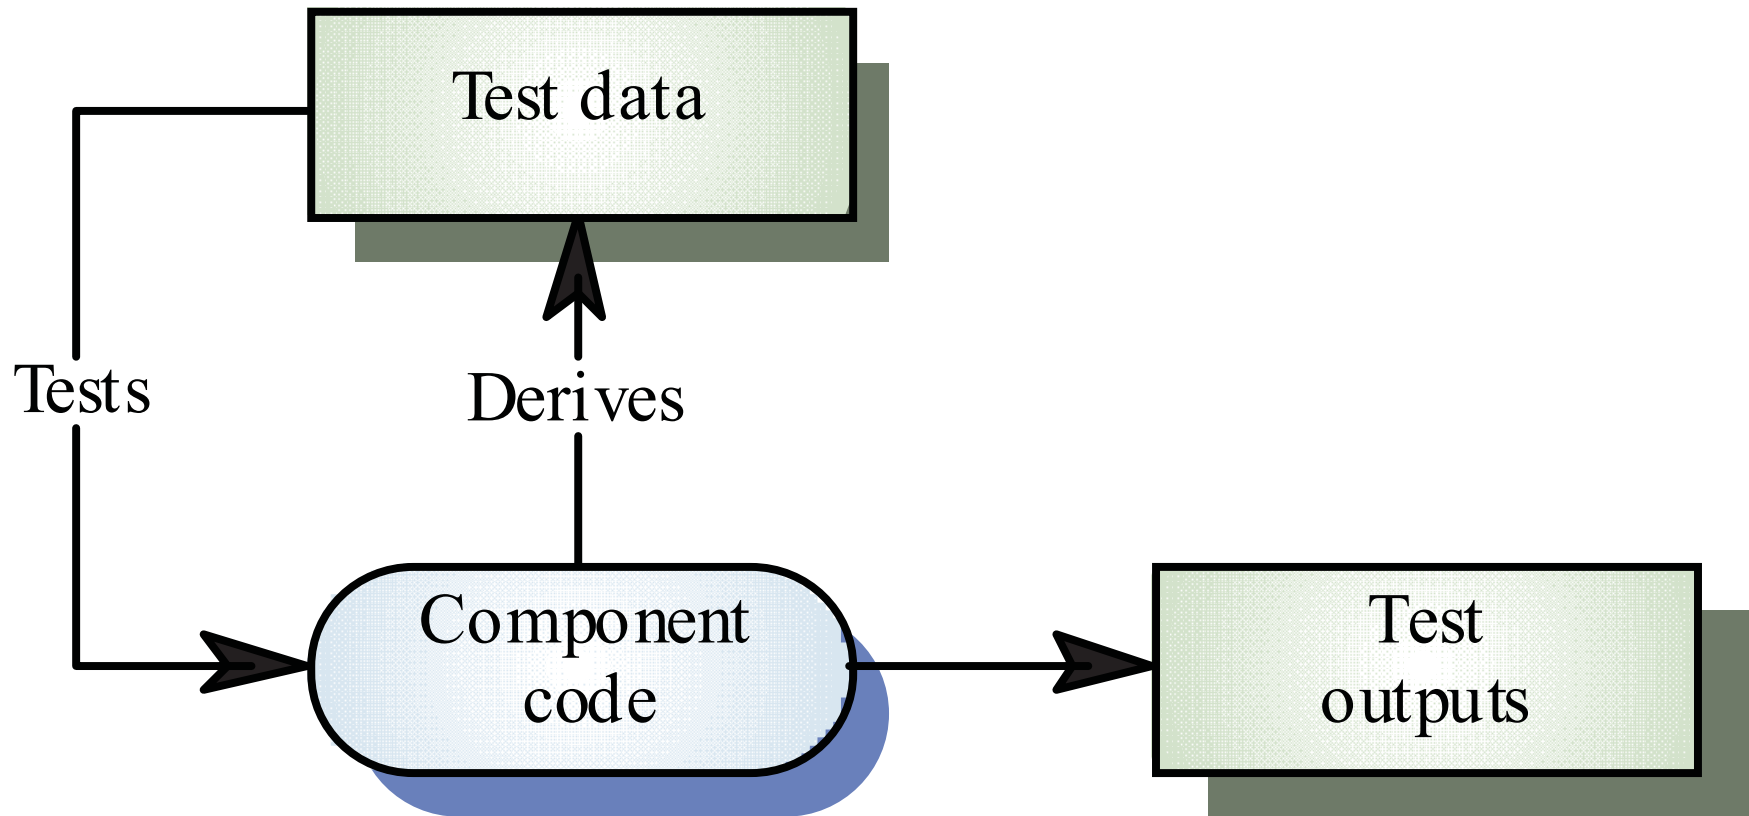 Test data
Tests
Derives
Component
code
Test
outputs